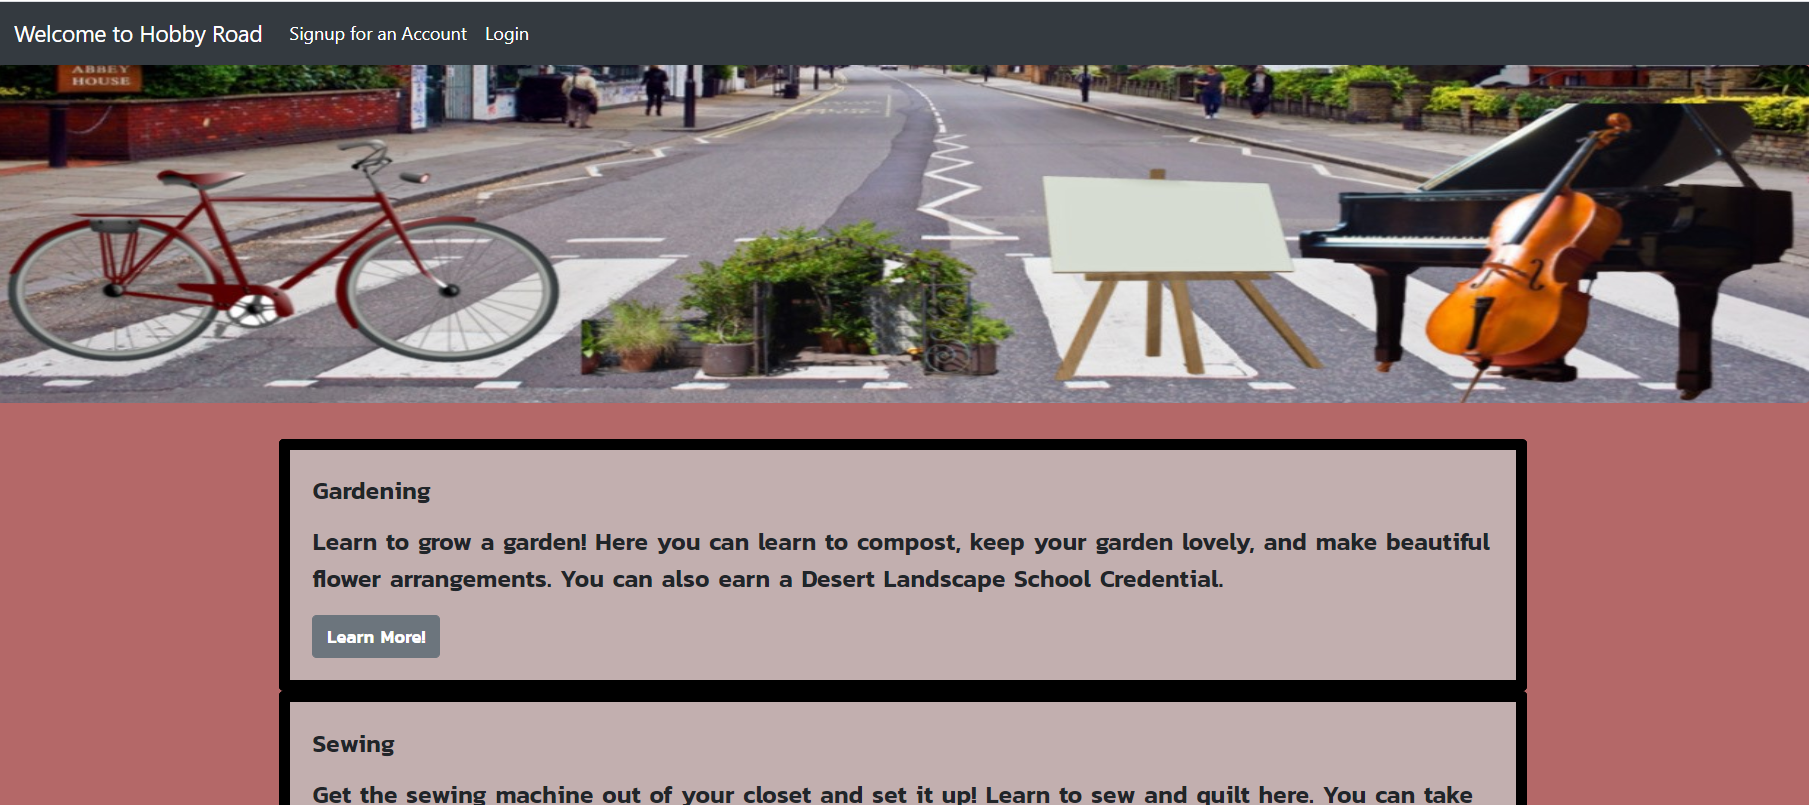 Welcome to Hobby Road Signup for an Account Login
ABBEY
HOUSE
Gardening
Learn to grow a garden! Here you can learn to compost, keep your garden lovely, and make beautiful
flower arrangements. You can also earn a Desert Landscape School Credential.
Learn More!
Sewing
Get the sewing machine out of your closet and set it up! Learn to sew and quilt here. You can take